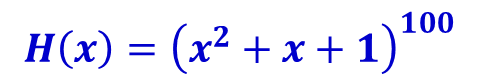 H(x) = (x² + x + 1)¹⁰⁰